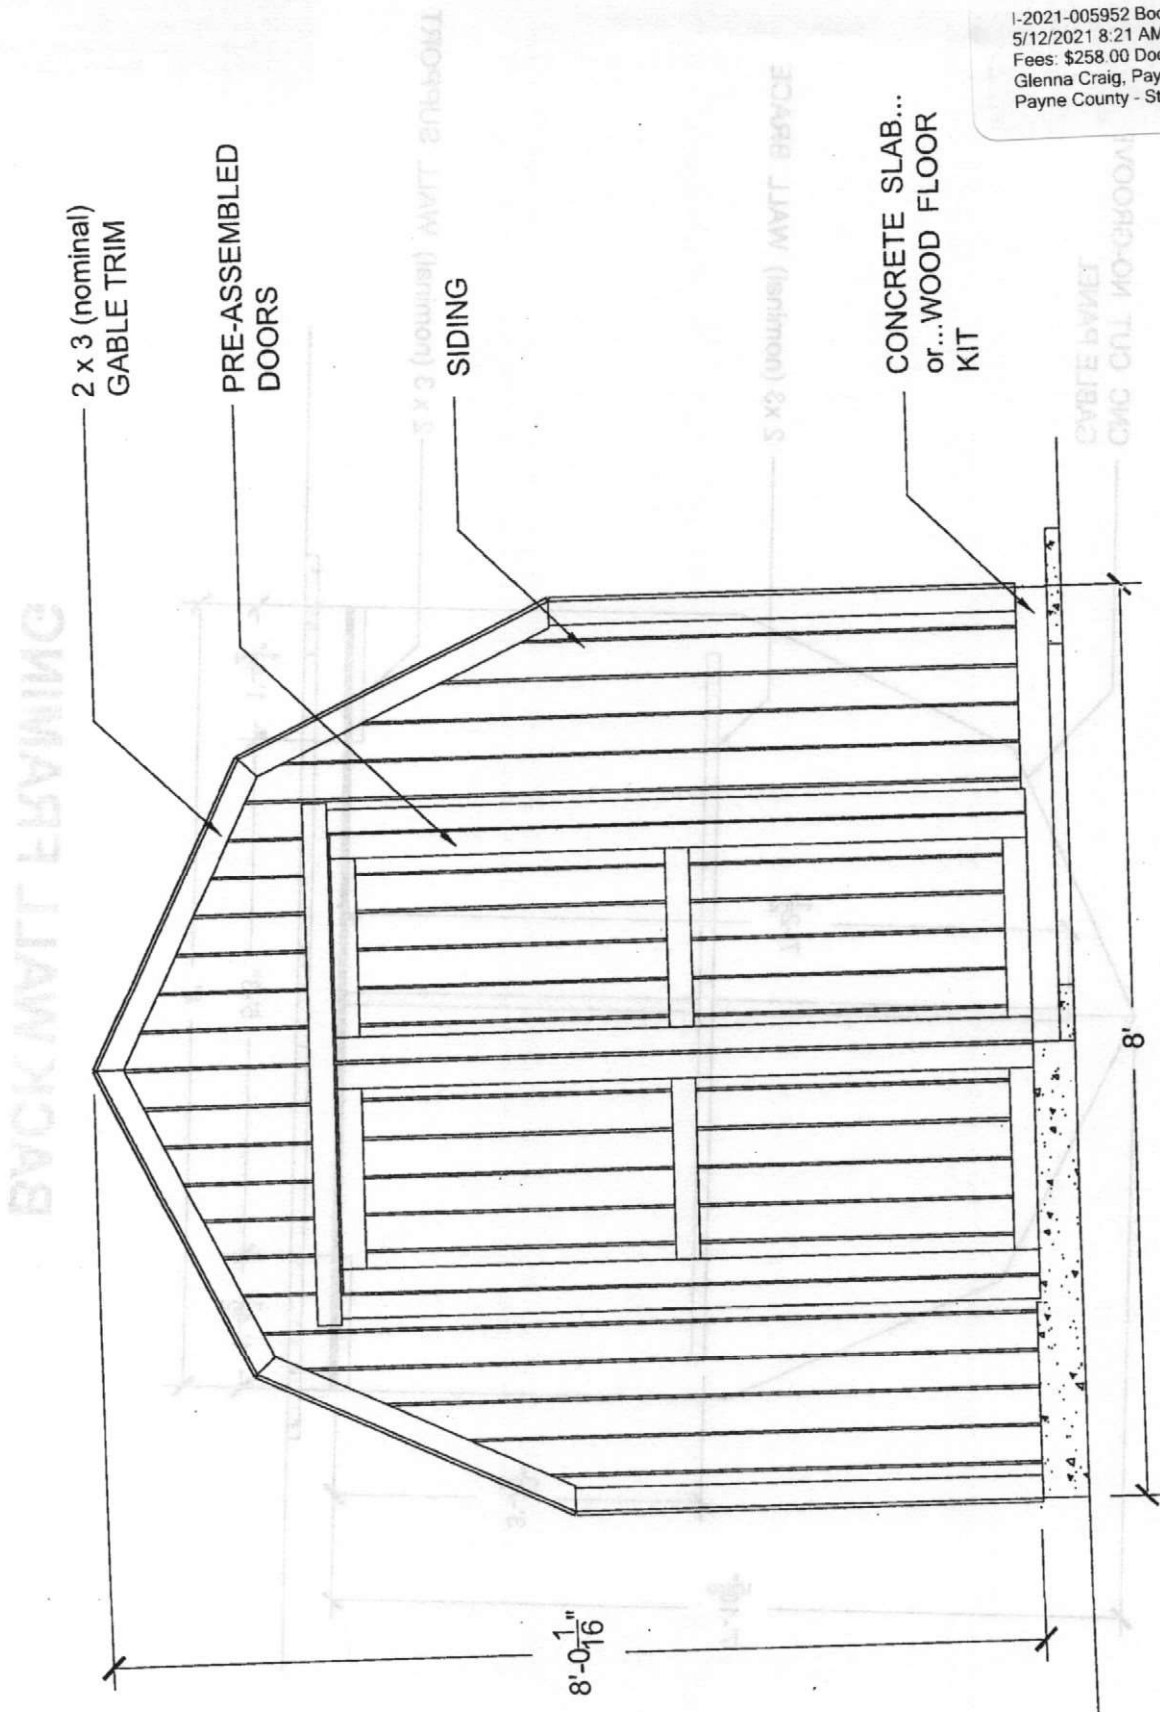 I-2021-005952 Boo
5/12/2021 8:21 AM
Fees: $258.00 Doc
Glenna Craig, Pay
Payne County - St
2 x 3 (nominal)
GABLE TRIM
PRE-ASSEMBLED
DOORS
SIDING
CONCRETE SLAB...
or...WOOD FLOOR
KIT
8'-0 1/16"
8'
BACK WALL FRAMING
2 x 3 (nominal) WALL SUPPORT
2 x3 (nominal) WALL BRACE
CNC CUT NO-GROOVE
GABLE PANEL